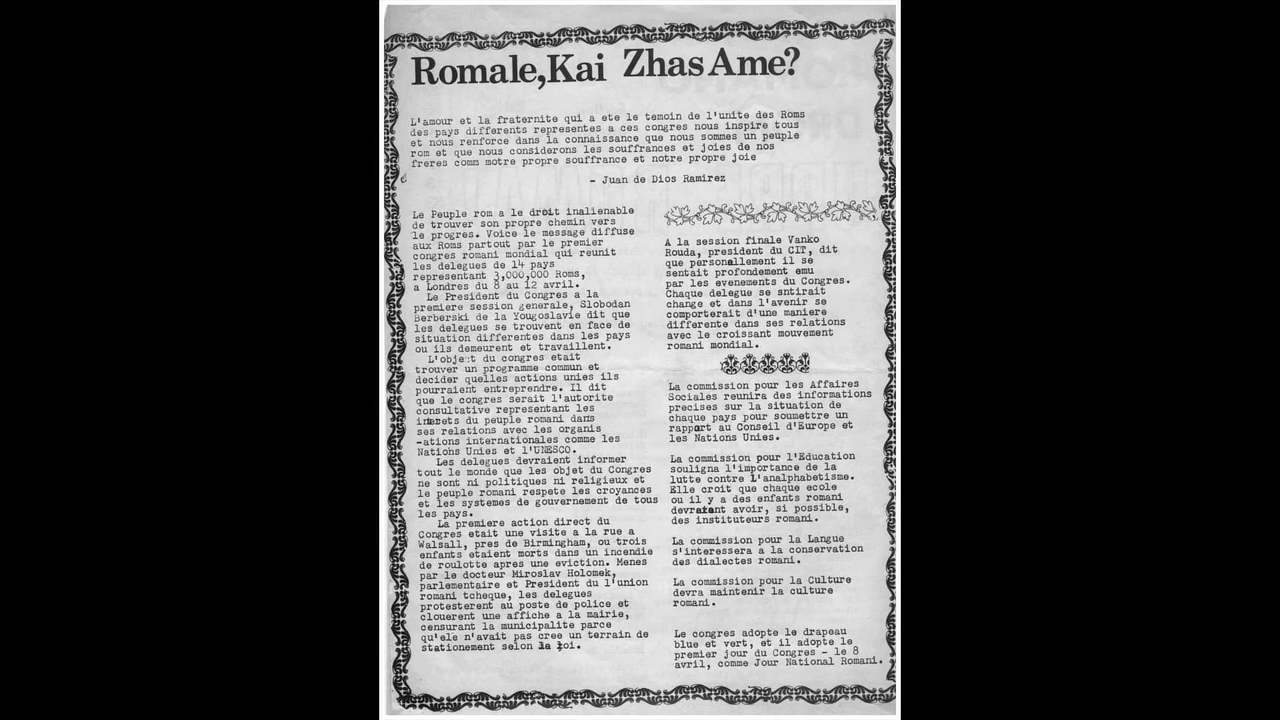 Romale,Kai Zhas Ame?
L'amour et la fraternite qui a ete le temoin de l'unite des Roms
des pays differents representes a ces congres nous inspire tous
et nous renforce dans la connaissance que nous sommes un peuple
rom et que nous considerons les souffrances et joies de nos
freres comm motre propre souffrance et notre propre joie
- Juan de Dios Ramirez
Le Peuple rom a le droit inalienable
de trouver son propre chemin vers
le progres. Voice le message diffuse
aux Roms partout par le premier
congres romani mondial qui reunit
les delegues de 14 pays
representant 3,000,000 Roms,
a Londres du 8 au 12 avril.
Le President du Congres a la
premiere session generale, Slobodan
Berberski de la Yougoslavie dit que
les delegues se trouvent en face de
situation differentes dans les pays
ou ils demeurent et travaillent.
L'objet du congres etait
trouver un programme commun et
decider quelles actions unies ils
pourraient entreprendre. Il dit
que le congres serait l'autorite
consultative representant les
interets du peuple romani dans
ses relations avec les organis
-ations internationales comme les
Nations Unies et l'UNESCO.
Les delegues devraient informer
tout le monde que les objet du Congres
ne sont ni politiques ni religieux et
le peuple romani respete les croyances
et les systemes de gouvernement de tous
les pays.
La premiere action direct du
Congres etait une visite a la rue a
Walsall, pres de Birmingham, ou trois
enfants etaient morts dans un incendie
de roulotte apres une eviction. Menes
par le docteur Miroslav Holomek,
parlementaire et President du l'union
romani tcheque, les delegues
protesterent au poste de police et
clouerent une affiche a la mairie,
censurant la municipalite parce
qu'ele n'avait pas cree un terrain de
stationement selon la loi.
A la session finale Vanko
Rouda, president du CIT, dit
que personallement il se
sentait profondement emu
par les evenements du Congres.
Chaque delegue se sntirait
change et dans l'avenir se
comporterait d'une maniere
differente dans ses relations
avec le croissant mouvement
romani mondial.
La commission pour les Affaires
Sociales reunira des informations
precises sur la situation de
chaque pays pour soumettre un
rapport au Conseil d'Europe et
les Nations Unies.
La commission pour l'Education
souligna l'importance de la
lutte contre l'analphabetisme.
Elle croit que chaque ecole
ou il y a des enfants romani
devraient avoir, si possible,
des instituteurs romani.
La commission pour la Langue
s'interessera a la conservation
des dialectes romani.
La commission pour la Culture
devra maintenir la culture
romani.
Le congres adopte le drapeau
blue et vert, et il adopte le
premier jour du Congres - le 8
avril, comme Jour National Romani.